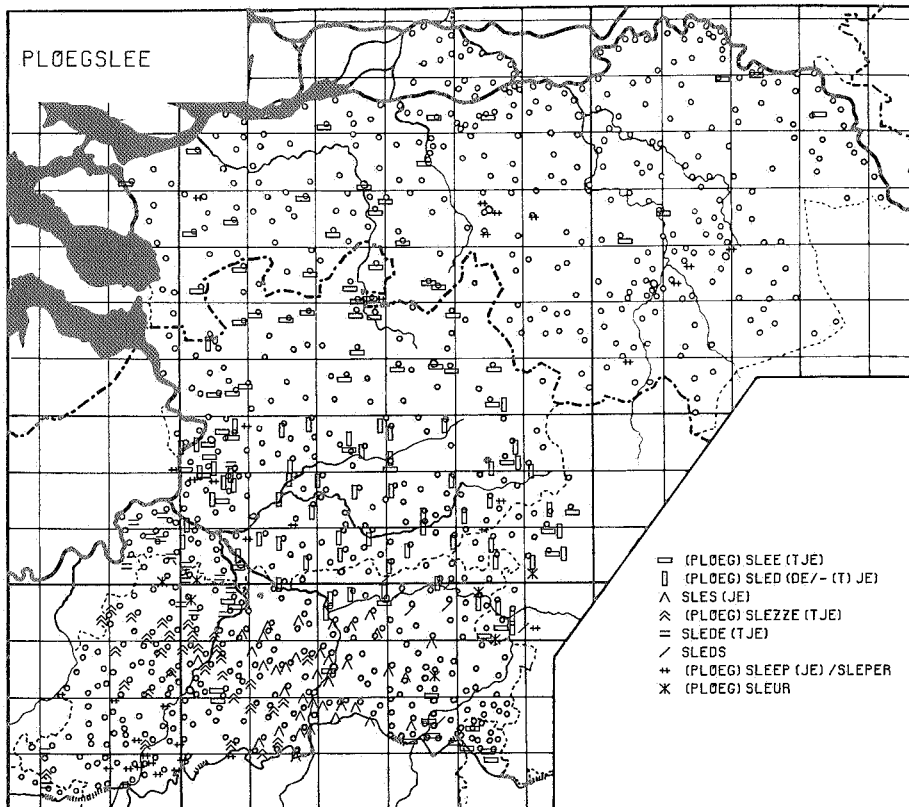 PLØEGSLEE
(PLØEG) SLEE (TJE)
(PLØEG) SLED (DE/-(T) JE)
SLES (JE)
(PLØEG) SLEZZE (TJE)
SLEDE (TJE)
SLEDS
(PLØEG) SLEEP (JE) /SLEPER
(PLØEG) SLEUR